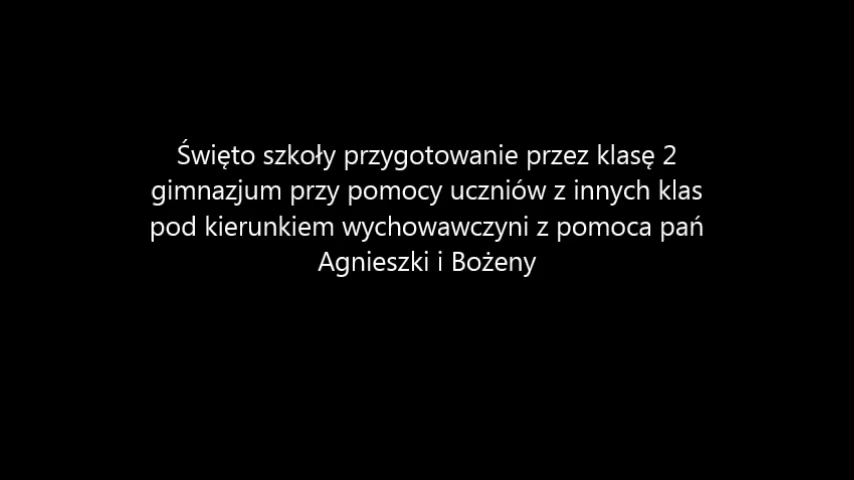 Święto szkoły przygotowanie przez klasę 2
gimnazjum przy pomocy uczniów z innych klas
pod kierunkiem wychowawczyni z pomoca pań
Agnieszki i Bożeny